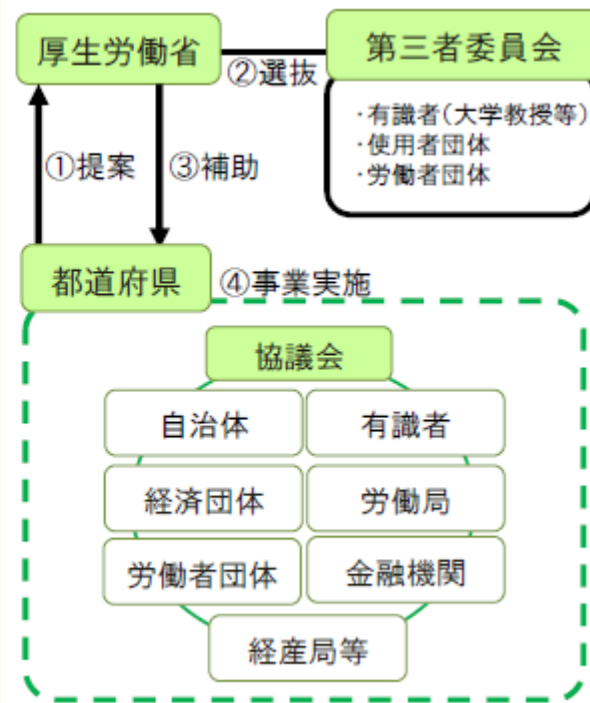 厚生労働省
第三者委員会
②選抜
・有識者(大学教授等)
・使用者団体
・労働者団体
①提案
③補助
都道府県
④事業実施
協議会
自治体
有識者
経済団体
労働局
労働者団体
金融機関
経産局等